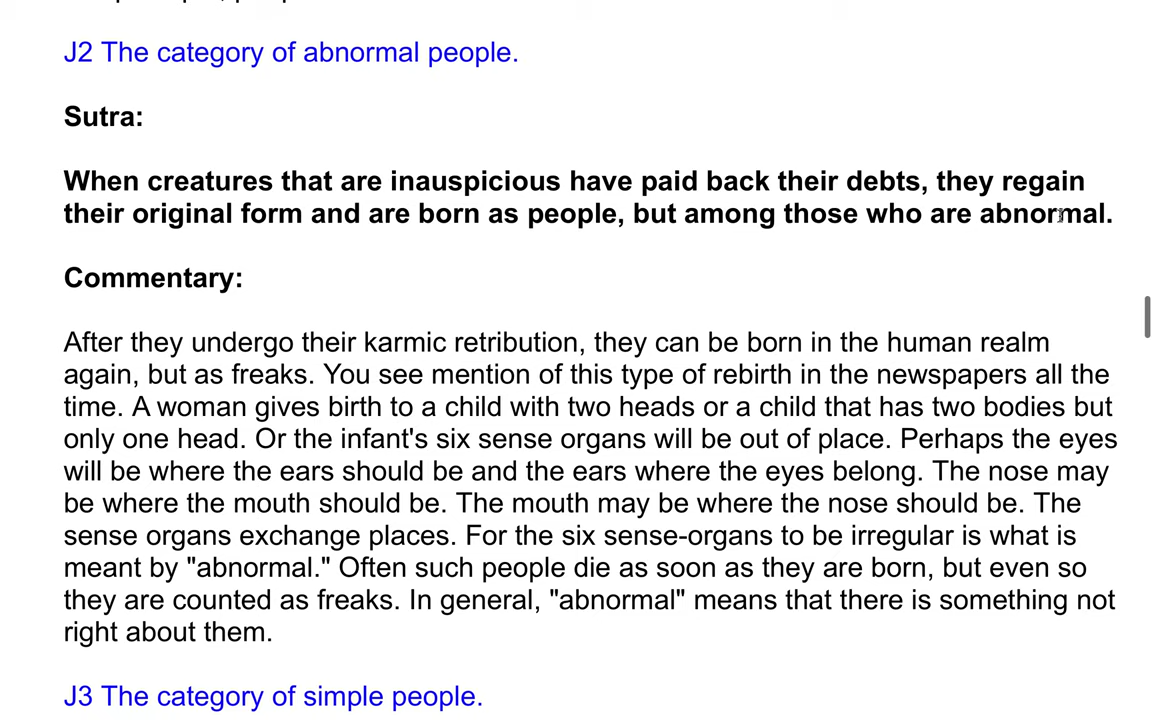 J2 The category of abnormal people.
Sutra:
When creatures that are inauspicious have paid back their debts, they regain
their original form and are born as people, but among those who are abnormal.
Commentary:
After they undergo their karmic retribution, they can be born in the human realm
again, but as freaks. You see mention of this type of rebirth in the newspapers all the
time. A woman gives birth to a child with two heads or a child that has two bodies but
only one head. Or the infant's six sense organs will be out of place. Perhaps the eyes
will be where the ears should be and the ears where the eyes belong. The nose may
be where the mouth should be. The mouth may be where the nose should be. The
sense organs exchange places. For the six sense-organs to be irregular is what is
meant by "abnormal." Often such people die as soon as they are born, but even so
they are counted as freaks. In general, "abnormal" means that there is something not
right about them.
J3 The category of simple people.